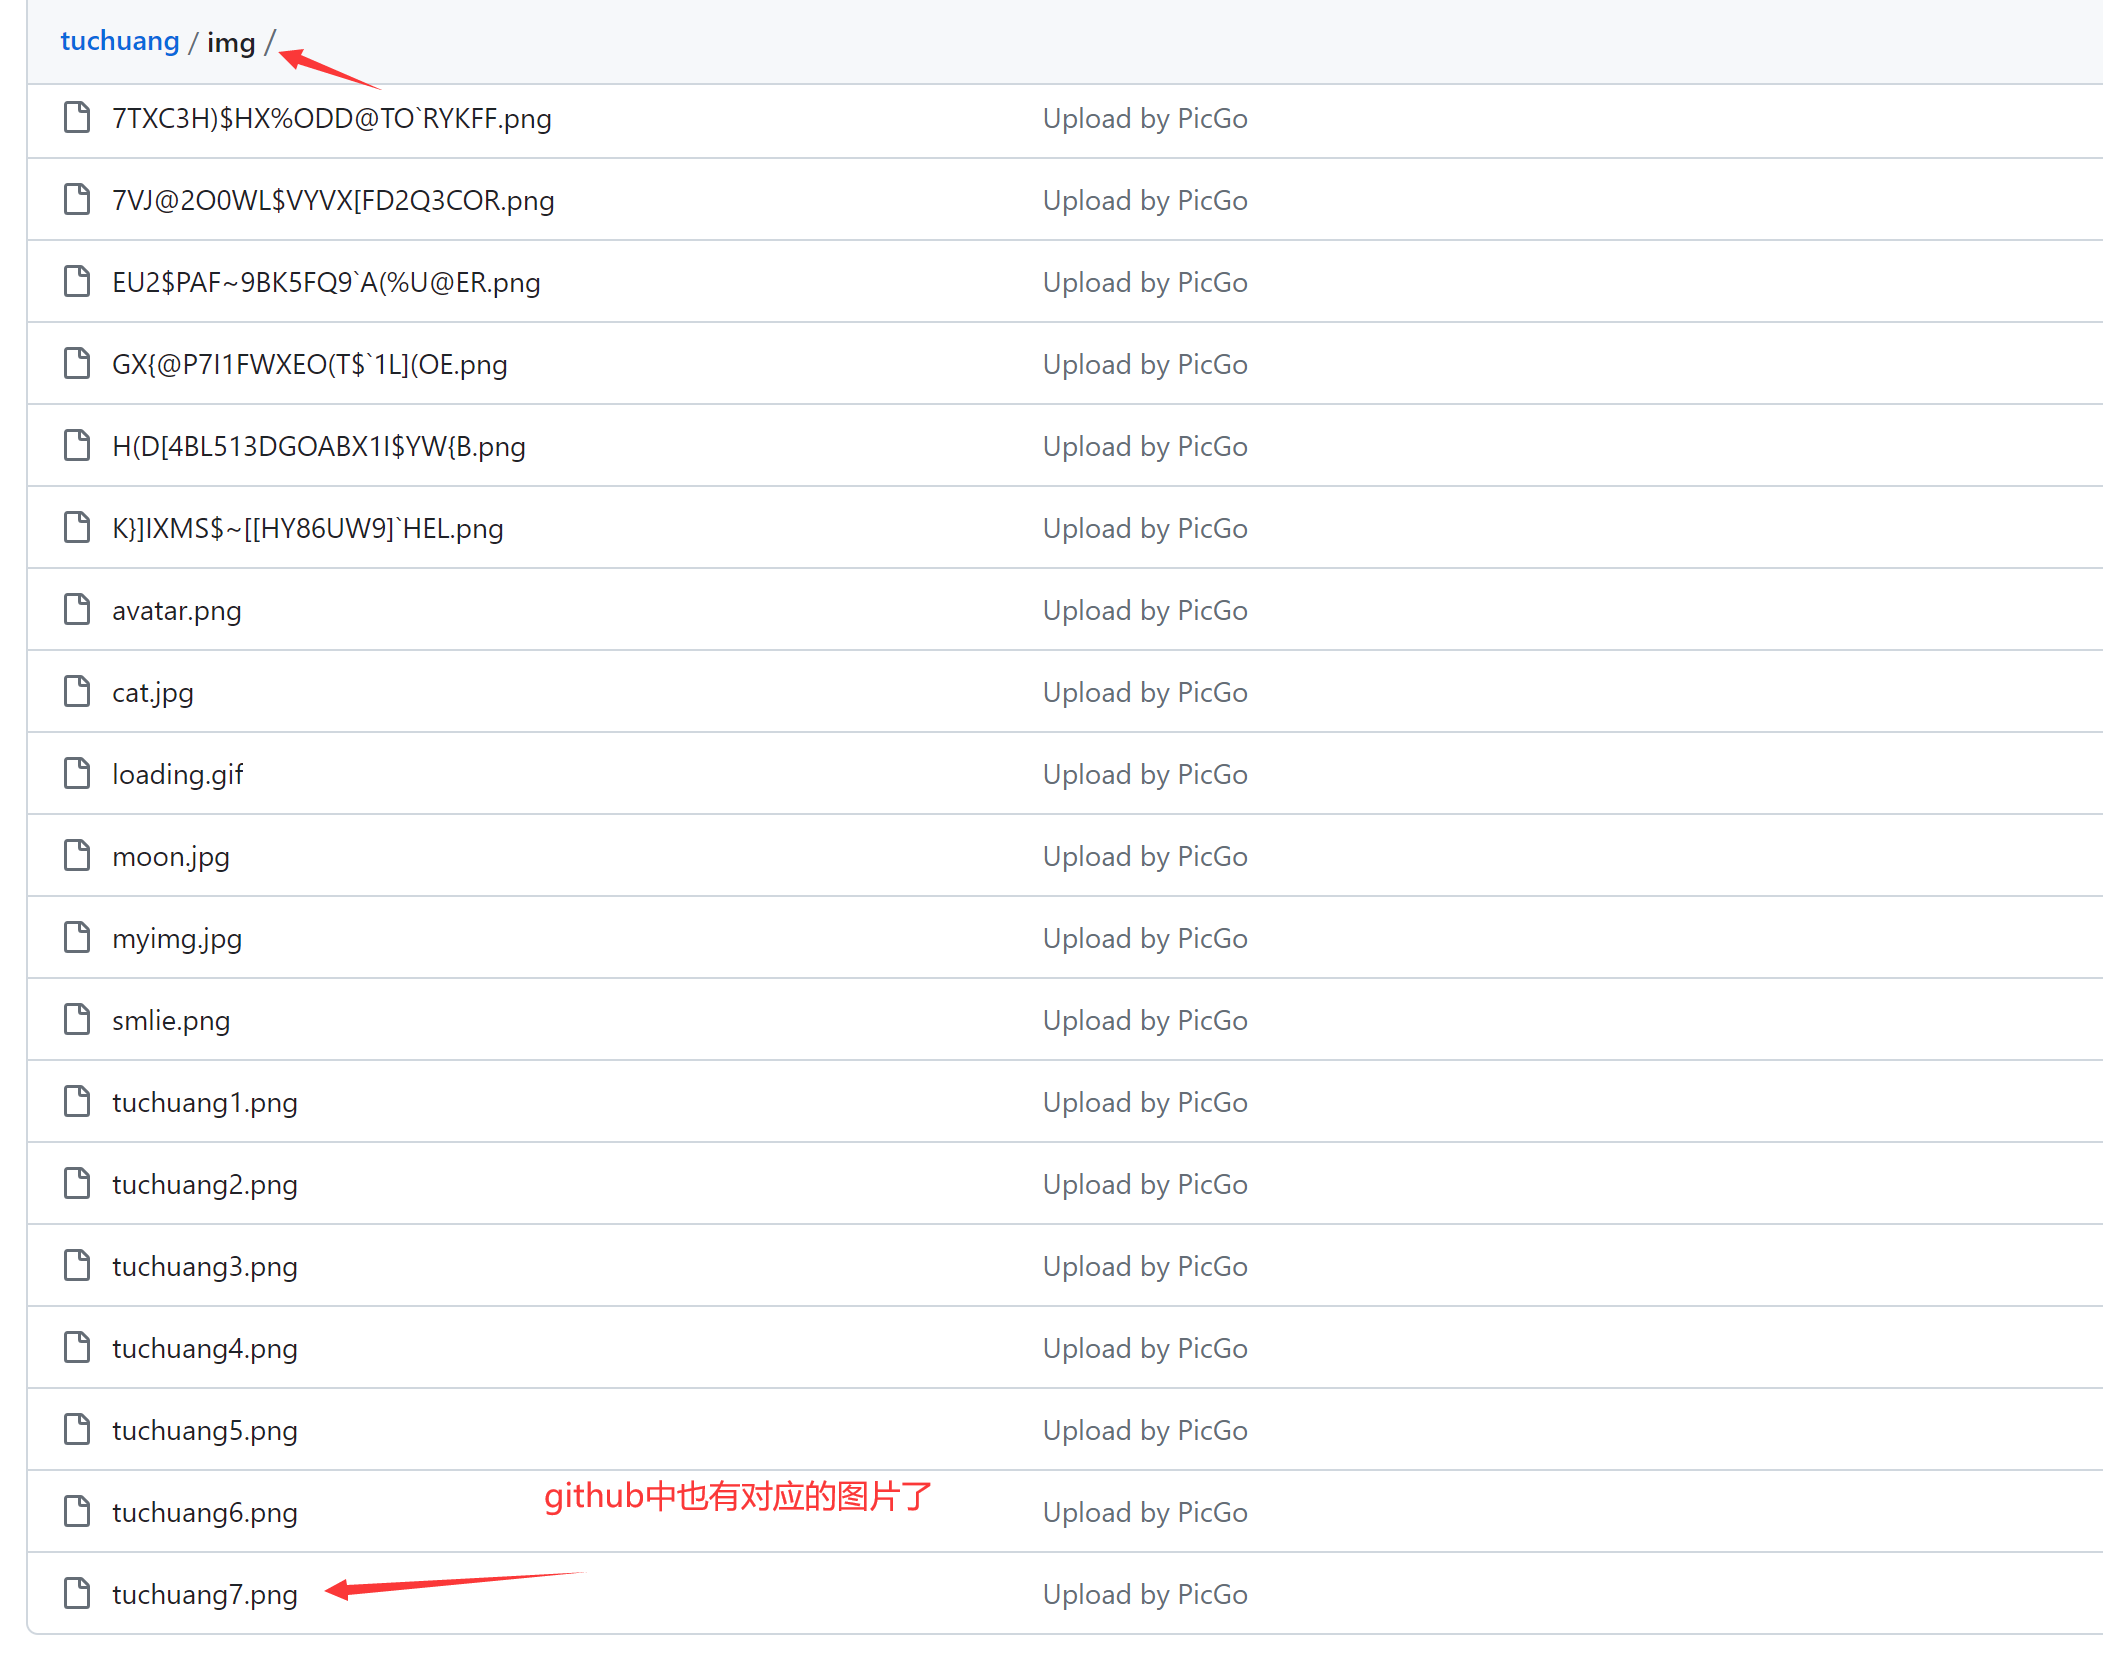 tuchuang / img /
7TXC3H)$HX%ODD@TO`RYKFF.png Upload by PicGo
7VJ@2O0WL$VYVX[FD2Q3COR.png Upload by PicGo
EU2$PAF~9BK5FQ9`A(%U@ER.png Upload by PicGo
GX{@P7I1FWXEO(T$`1L](OE.png Upload by PicGo
H(D[4BL513DGOABX1I$YW{B.png Upload by PicGo
K}]IXMS$~[[HY86UW9]`HEL.png Upload by PicGo
avatar.png Upload by PicGo
cat.jpg Upload by PicGo
loading.gif Upload by PicGo
moon.jpg Upload by PicGo
myimg.jpg Upload by PicGo
smlie.png Upload by PicGo
tuchuang1.png Upload by PicGo
tuchuang2.png Upload by PicGo
tuchuang3.png Upload by PicGo
tuchuang4.png Upload by PicGo
tuchuang5.png Upload by PicGo
github中也有对应的图片了
tuchuang6.png Upload by PicGo
tuchuang7.png Upload by PicGo